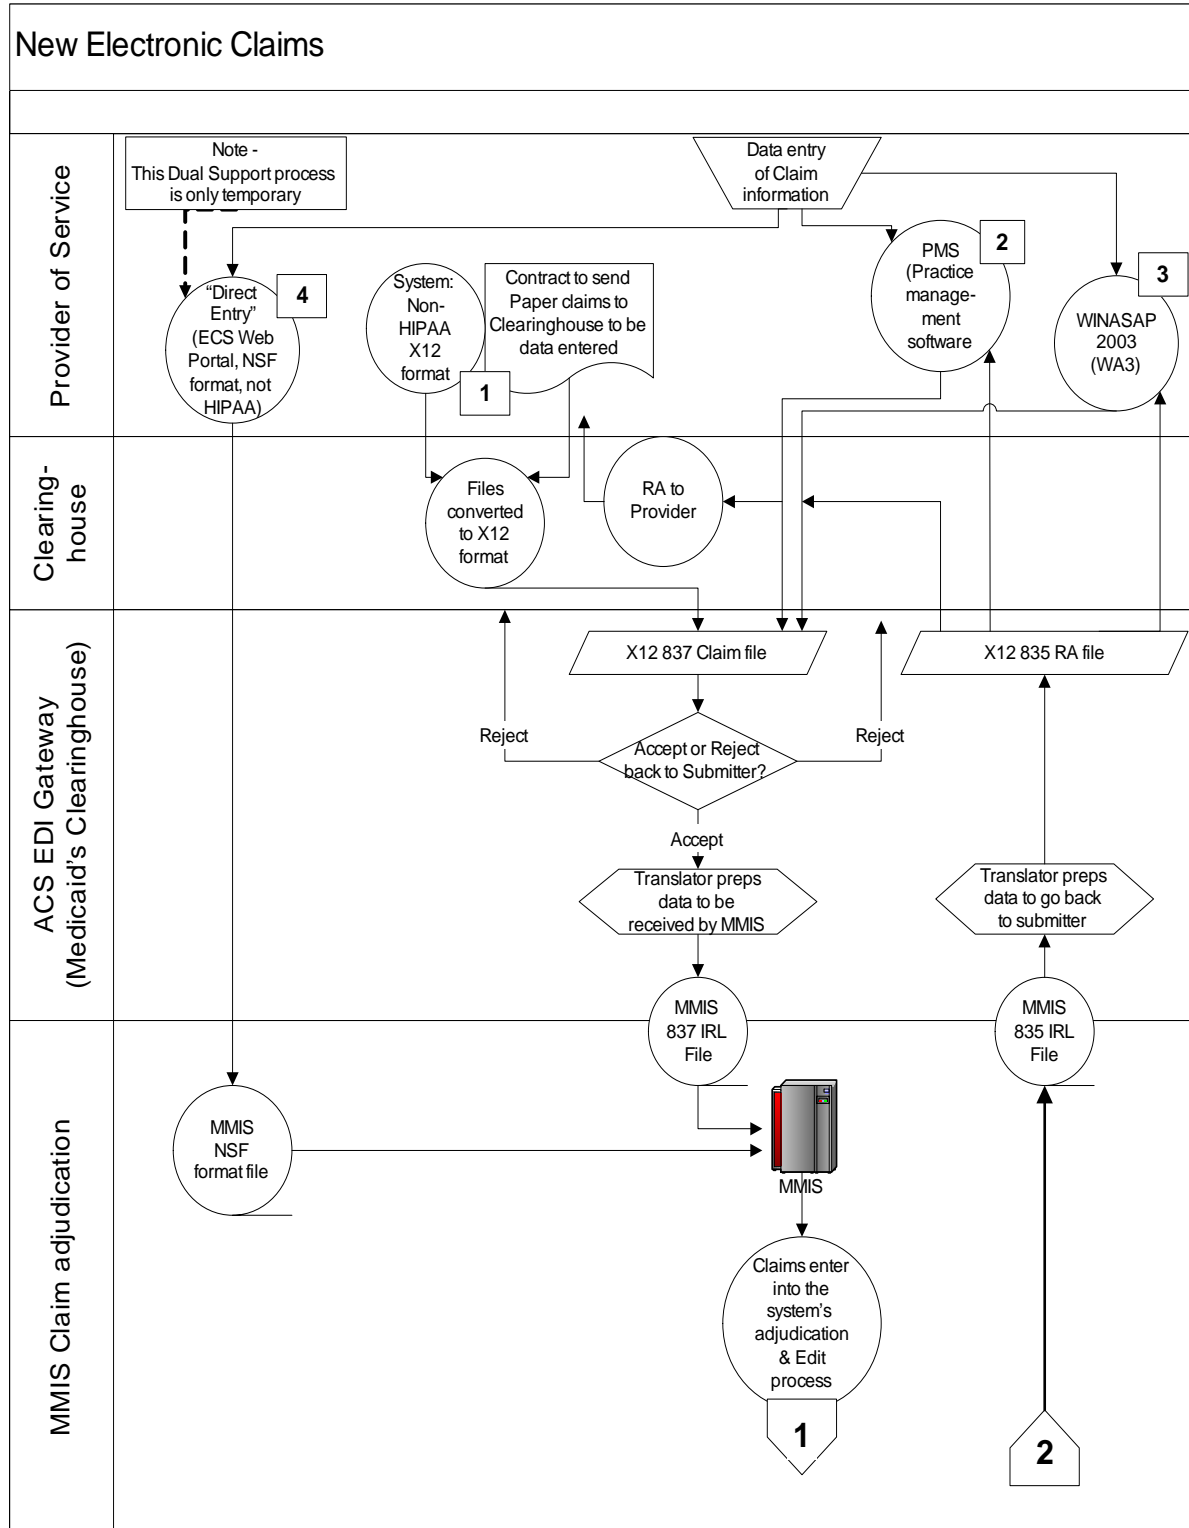 New Electronic Claims
Provider of Service
Note -
This Dual Support process
is only temporary
Data entry
of Claim
information
"Direct
Entry"
(ECS Web
Portal, NSF
format, not
HIPAA)
4
System:
Non-
HIPAA
X12
format
1
Contract to send
Paper claims to
Clearinghouse to be
data entered
PMS
(Practice
manage-
ment
software
2
WINASAP
2003
(WA3)
3
Clearing-
house
Files
converted
to X12
format
RA to
Provider
ACS EDI Gateway
(Medicaid's Clearinghouse)
X12 837 Claim file
X12 835 RA file
Reject
Accept or Reject
back to Submitter?
Reject
Accept
Translator preps
data to be
received by MMIS
Translator preps
data to go back
to submitter
MMIS
837 IRL
File
MMIS
835 IRL
File
MMIS Claim adjudication
MMIS
NSF
format file
MMIS
Claims enter
into the
system's
adjudication
& Edit
process
1
2